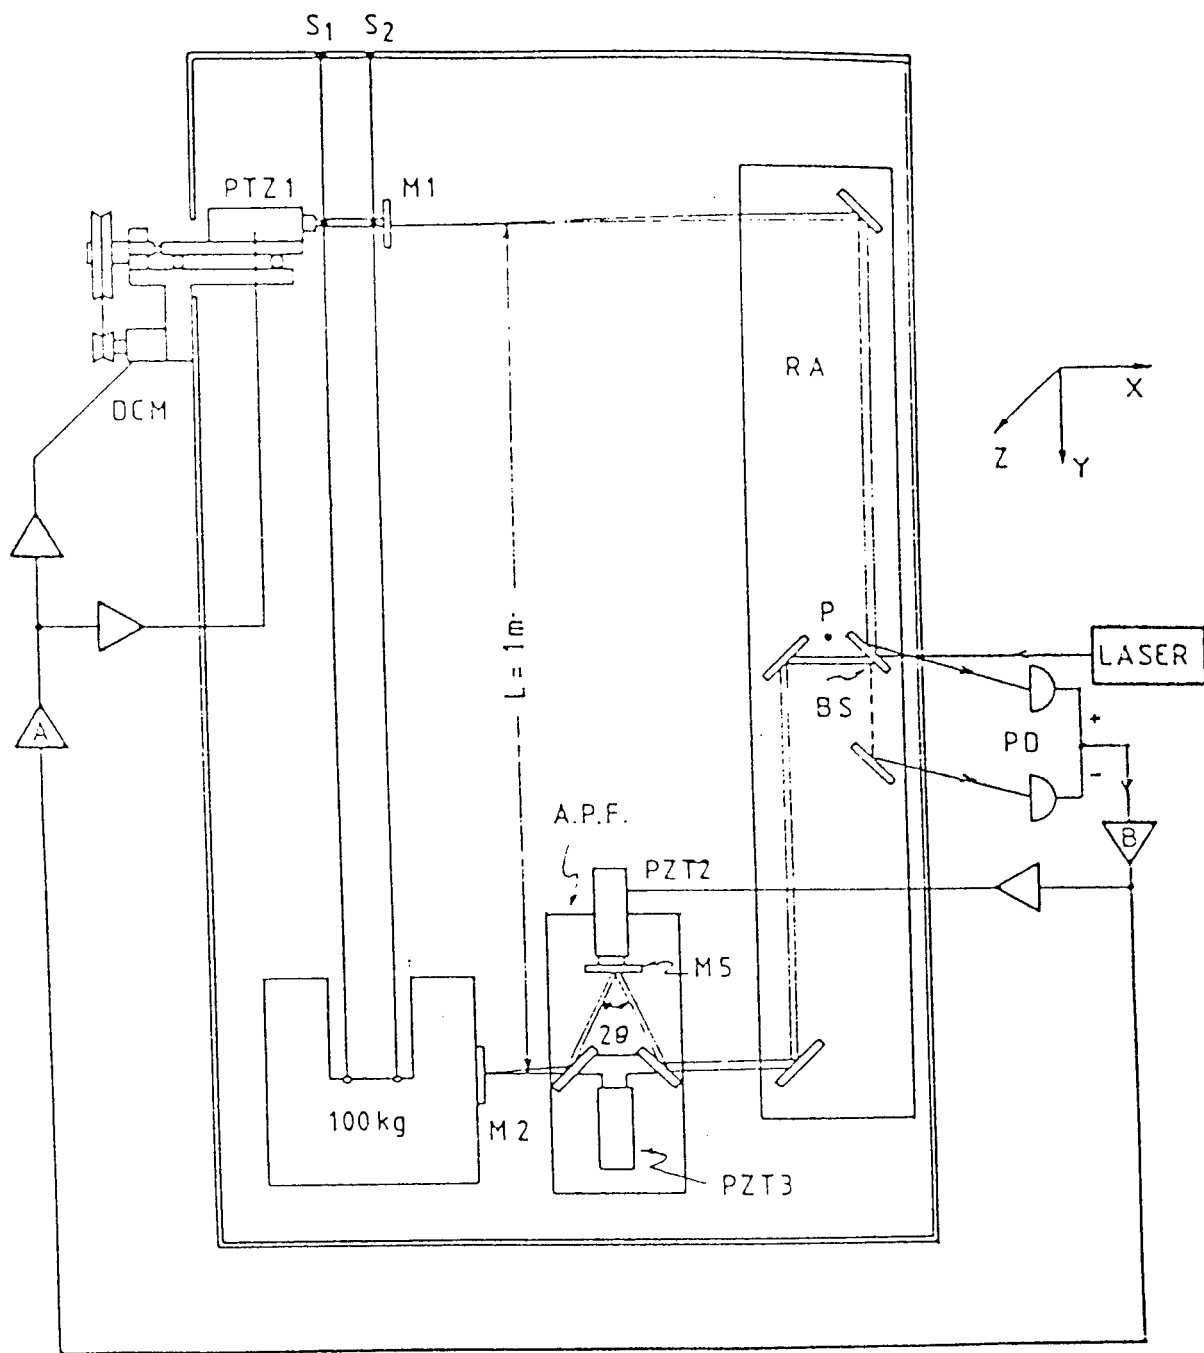 S1 S2
PTZ1
M1
RA
X
Z
Y
DCM
L=1m
P
LASER
BS
PD
+
-
A
A.P.F.
B
PZT2
M5
2θ
100kg
M2
PZT3